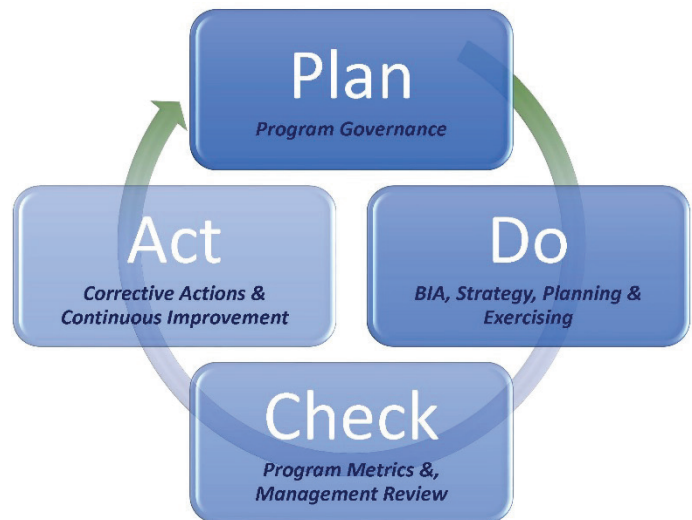 Plan
Program Governance
Do
BIA, Strategy, Planning &
Exercising
Check
Program Metrics &,
Management Review
Act
Corrective Actions &
Continuous Improvement